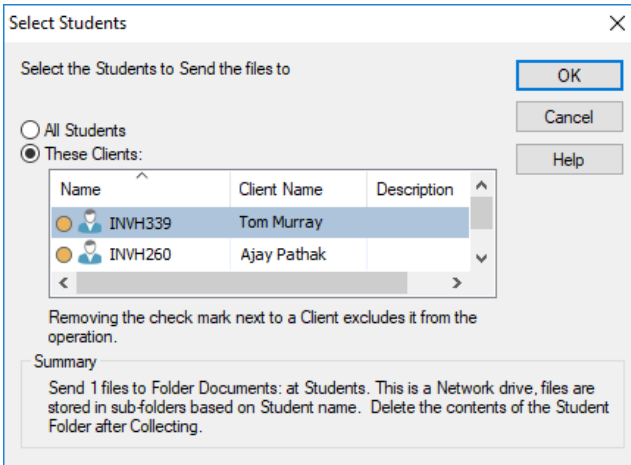 Select Students
Select the Students to Send the files to
OK
Cancel
Help
All Students
These Clients:
Name Client Name Description
INVH339 Tom Murray
INVH260 Ajay Pathak
Removing the check mark next to a Client excludes it from the
operation.
Summary
Send 1 files to Folder Documents: at Students. This is a Network drive, files are
stored in sub-folders based on Student name.  Delete the contents of the Student
Folder after Collecting.